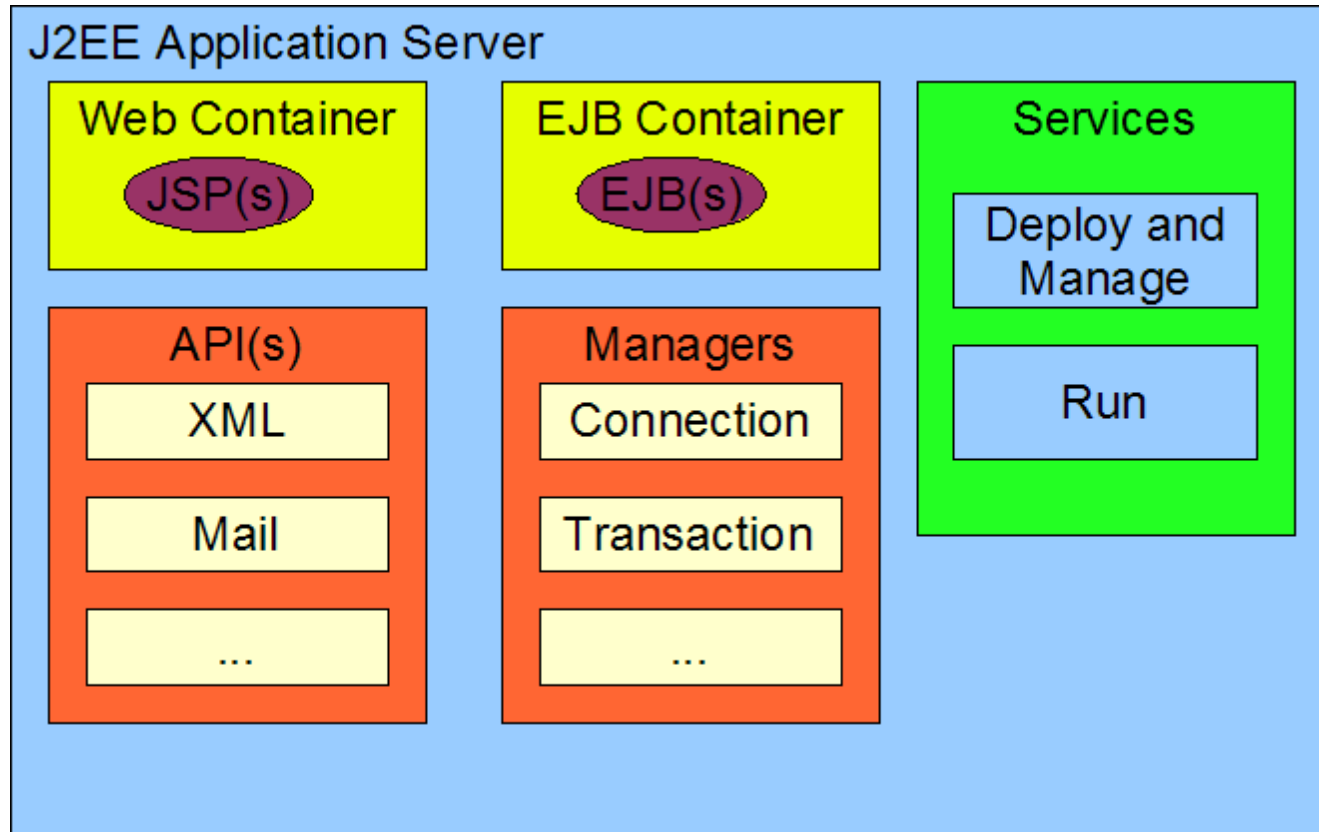 J2EE Application Server
Web Container
JSP(s)
EJB Container
EJB(s)
Services
Deploy and
Manage
Run
API(s)
XML
Mail
...
Managers
Connection
Transaction
...